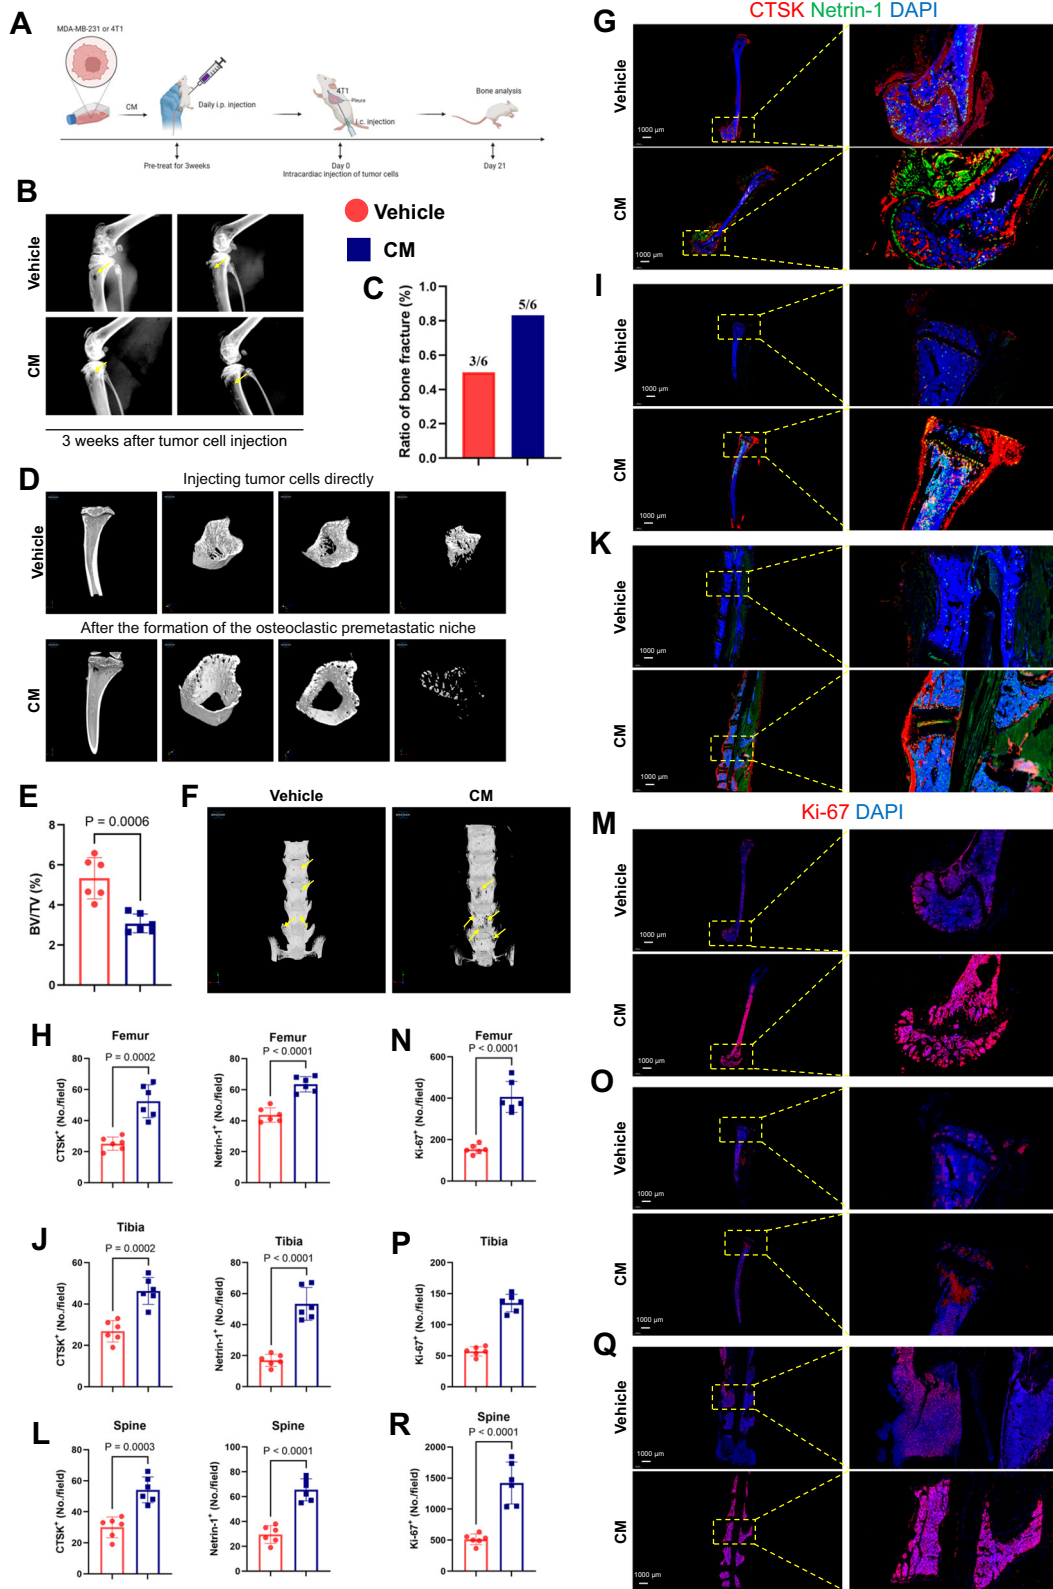 A
MDA-MB-231 or 4T1
CM
Daily i.p. injection
4T1
Pleura
i.c. injection
Bone analysis
Pre-treat for 3weeks
Day 0
Intracardiac injection of tumor cells
Day 21
B
Vehicle
CM
3 weeks after tumor cell injection
Vehicle
CM
C
Ratio of bone fracture (%)
1.0
0.8
0.6
0.4
0.2
0.0
3/6
5/6
D
Injecting tumor cells directly
Vehicle
After the formation of the osteoclastic premetastatic niche
CM
E
P = 0.0006
BV/TV (%)
8
6
4
2
0
F
Vehicle
CM
H
Femur
P = 0.0002
CTSK+ (No./field)
80
60
40
20
0
Femur
P < 0.0001
Netrin-1+ (No./field)
80
60
40
20
0
N
Femur
P < 0.0001
Ki-67+ (No./field)
600
400
200
0
J
Tibia
P = 0.0002
CTSK+ (No./field)
60
40
20
0
Tibia
P < 0.0001
Netrin-1+ (No./field)
80
60
40
20
0
P
Tibia
Ki-67+ (No./field)
200
150
100
50
0
L
Spine
P = 0.0003
CTSK+ (No./field)
80
60
40
20
0
Spine
P < 0.0001
Netrin-1+ (No./field)
100
80
60
40
20
0
R
Spine
P < 0.0001
Ki-67+ (No./field)
2000
1500
1000
500
0
CTSK Netrin-1 DAPI
G
Vehicle
1000 µm
CM
1000 µm
I
Vehicle
1000 µm
CM
1000 µm
K
Vehicle
1000 µm
CM
1000 µm
Ki-67 DAPI
M
Vehicle
1000 µm
CM
1000 µm
O
Vehicle
1000 µm
CM
1000 µm
Q
Vehicle
1000 µm
CM
1000 µm